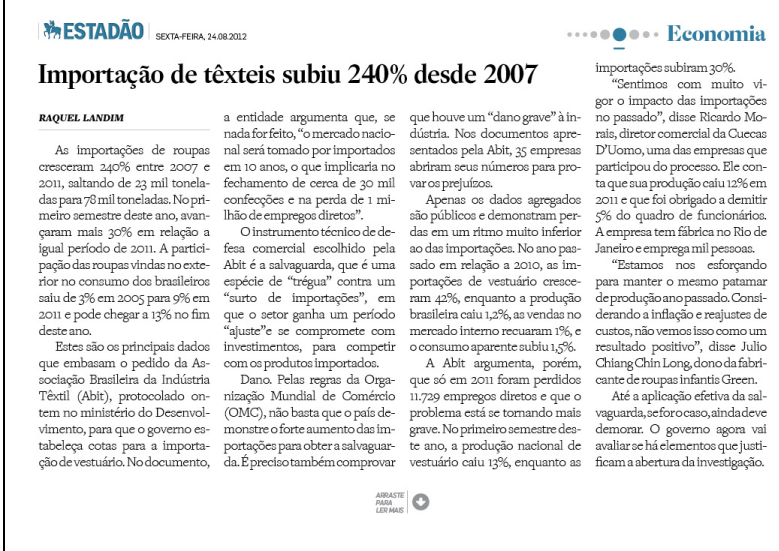 ESTADÃO
SEXTA-FEIRA, 24.08.2012
Economia
Importação de têxteis subiu 240% desde 2007
RAQUEL LANDIM
As importações de roupas
cresceram 240% entre 2007 e
2011, saltando de 23 mil tonela-
das para 78 mil toneladas. No pri-
meiro semestre deste ano, avan-
çaram mais 30% em relação a
igual período de 2011. A partici-
pação das roupas vindas no exte-
rior no consumo dos brasileiros
saiu de 3% em 2005 para 9% em
2011 e pode chegar a 13% no fim
deste ano.
Estes são os principais dados
que embasam o pedido da As-
sociação Brasileira da Indústria
Têxtil (Abit), protocolado on-
tem no ministério do Desenvol-
vimento, para que o governo es-
tabeleça cotas para a importa-
ção de vestuário. No documento,
a entidade argumenta que, se
nada for feito, “o mercado nacio-
nal será tomado por importados
em 10 anos, o que implicaria no
fechamento de cerca de 30 mil
confecções e na perda de 1 mi-
lhão de empregos diretos”.
O instrumento técnico de de-
fesa comercial escolhido pela
Abit é a salvaguarda, que é uma
espécie de “trégua” contra um
“surto de importações”, em
que o setor ganha um período
“ajuste”e se compromete com
investimentos, para competir
com os produtos importados.
Dano. Pelas regras da Orga-
nização Mundial de Comércio
(OMC), não basta que o país de-
monstre o forte aumento das im-
portações para obter a salvaguar-
da. É preciso também comprovar
que houve um “dano grave” à in-
dústria. Nos documentos apre-
sentados pela Abit, 35 empresas
abriram seus números para pro-
var os prejuízos.
Apenas os dados agregados
são públicos e demonstram per-
das em um ritmo muito inferior
ao das importações. No ano pas-
sado em relação a 2010, as im-
portações de vestuário cresce-
ram 42%, enquanto a produção
brasileira caiu 1,2%, as vendas no
mercado interno recuaram 1%, e
o consumo aparente subiu 1,5%.
A Abit argumenta, porém,
que só em 2011 foram perdidos
11.729 empregos diretos e que o
problema está se tornando mais
grave. No primeiro semestre des-
te ano, a produção nacional de
vestuário caiu 13%, enquanto as
importações subiram 30%.
“Sentimos com muito vi-
gor o impacto das importações
no passado”, disse Ricardo Mo-
rais, diretor comercial da Cuecas
D’Uomo, uma das empresas que
participou do processo. Ele con-
ta que sua produção caiu 12% em
2011 e que foi obrigado a demitir
5% do quadro de funcionários.
A empresa tem fábrica no Rio de
Janeiro e emprega mil pessoas.
“Estamos nos esforçando
para manter o mesmo patamar
de produção ano passado. Consi-
derando a inflação e reajustes de
custos, não vemos isso como um
resultado positivo”, disse Julio
Chiang Chin Long, dono da fabri-
cante de roupas infantis Green.
Até a aplicação efetiva da sal-
vaguarda, se for o caso, ainda deve
demorar. O governo agora vai
avaliar se há elementos que justi-
ficam a abertura da investigação.
ARRASTE
PARA
LER MAIS